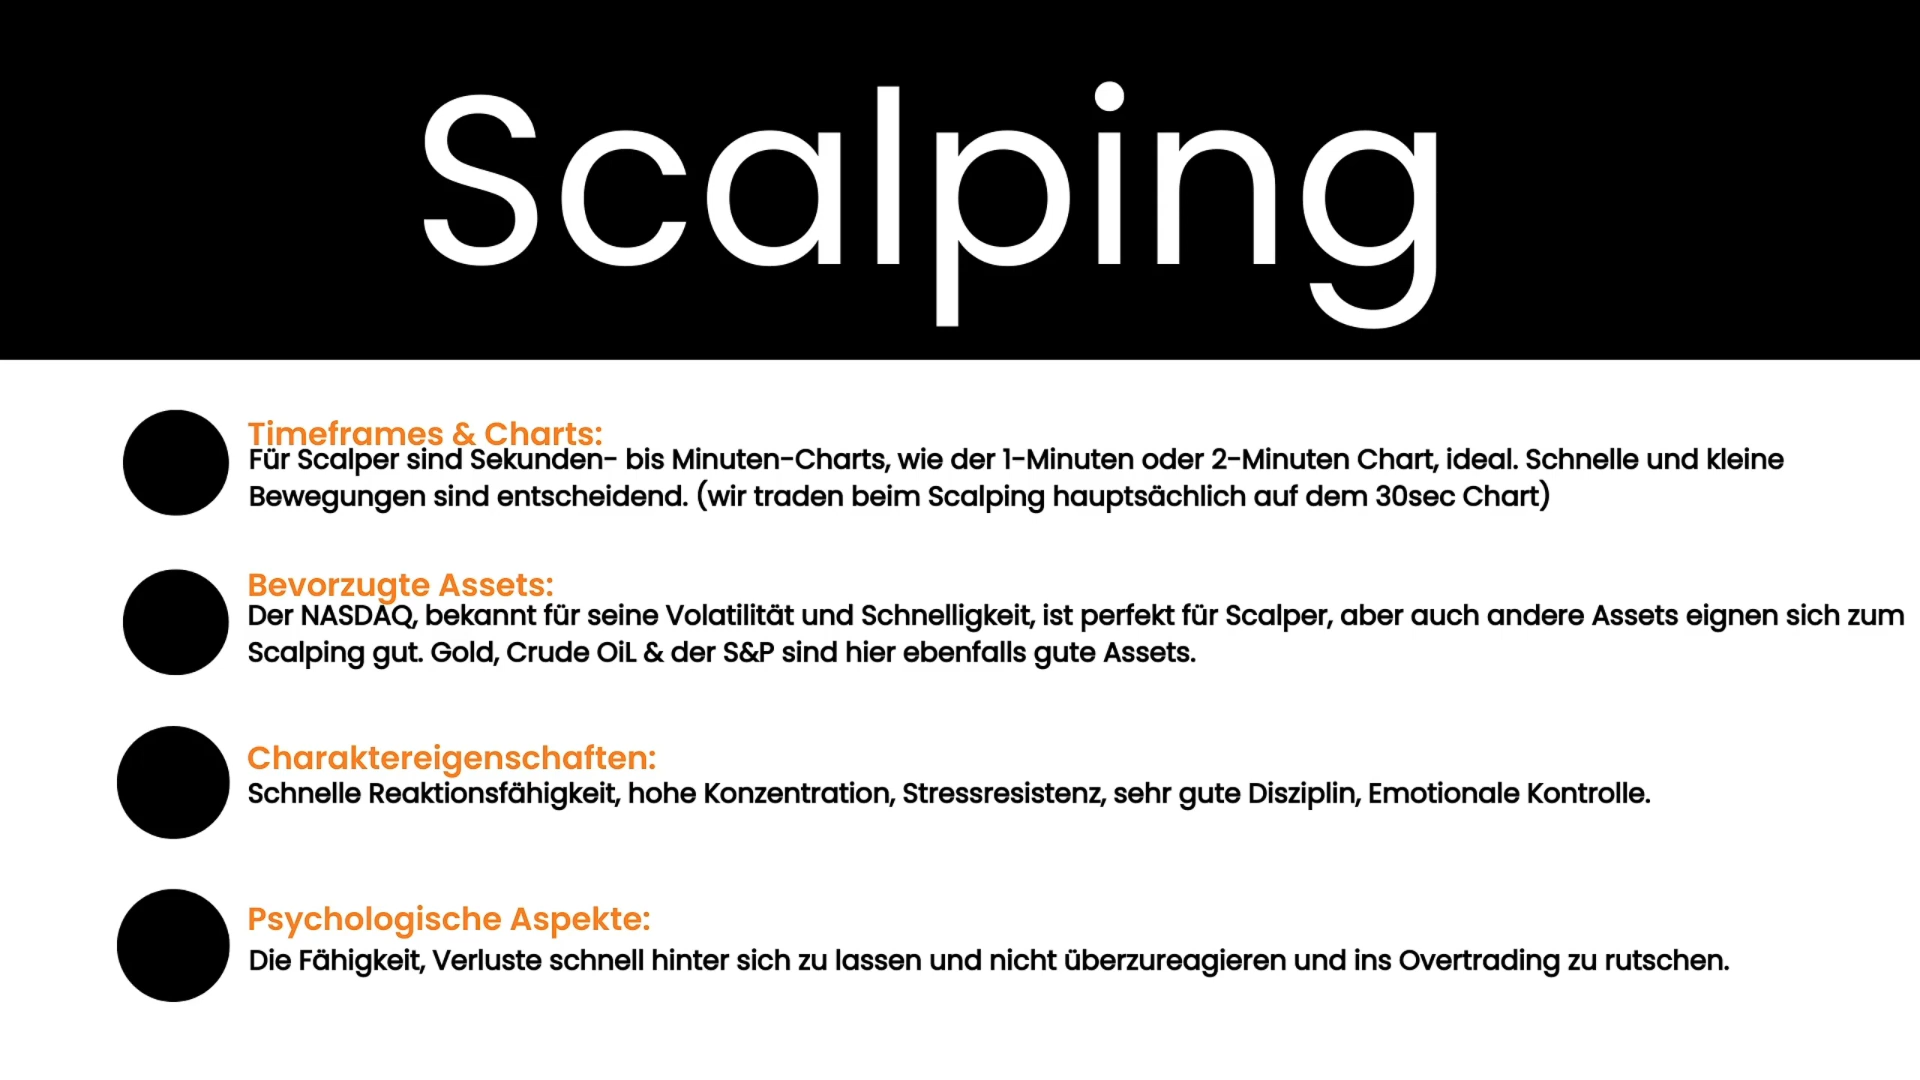 Scalping
Timeframes & Charts:
Für Scalper sind Sekunden- bis Minuten-Charts, wie der 1-Minuten oder 2-Minuten Chart, ideal. Schnelle und kleine
Bewegungen sind entscheidend. (wir traden beim Scalping hauptsächlich auf dem 30sec Chart)
Bevorzugte Assets:
Der NASDAQ, bekannt für seine Volatilität und Schnelligkeit, ist perfekt für Scalper, aber auch andere Assets eignen sich zum
Scalping gut. Gold, Crude OiL & der S&P sind hier ebenfalls gute Assets.
Charaktereigenschaften:
Schnelle Reaktionsfähigkeit, hohe Konzentration, Stressresistenz, sehr gute Disziplin, Emotionale Kontrolle.
Psychologische Aspekte:
Die Fähigkeit, Verluste schnell hinter sich zu lassen und nicht überzureagieren und ins Overtrading zu rutschen.